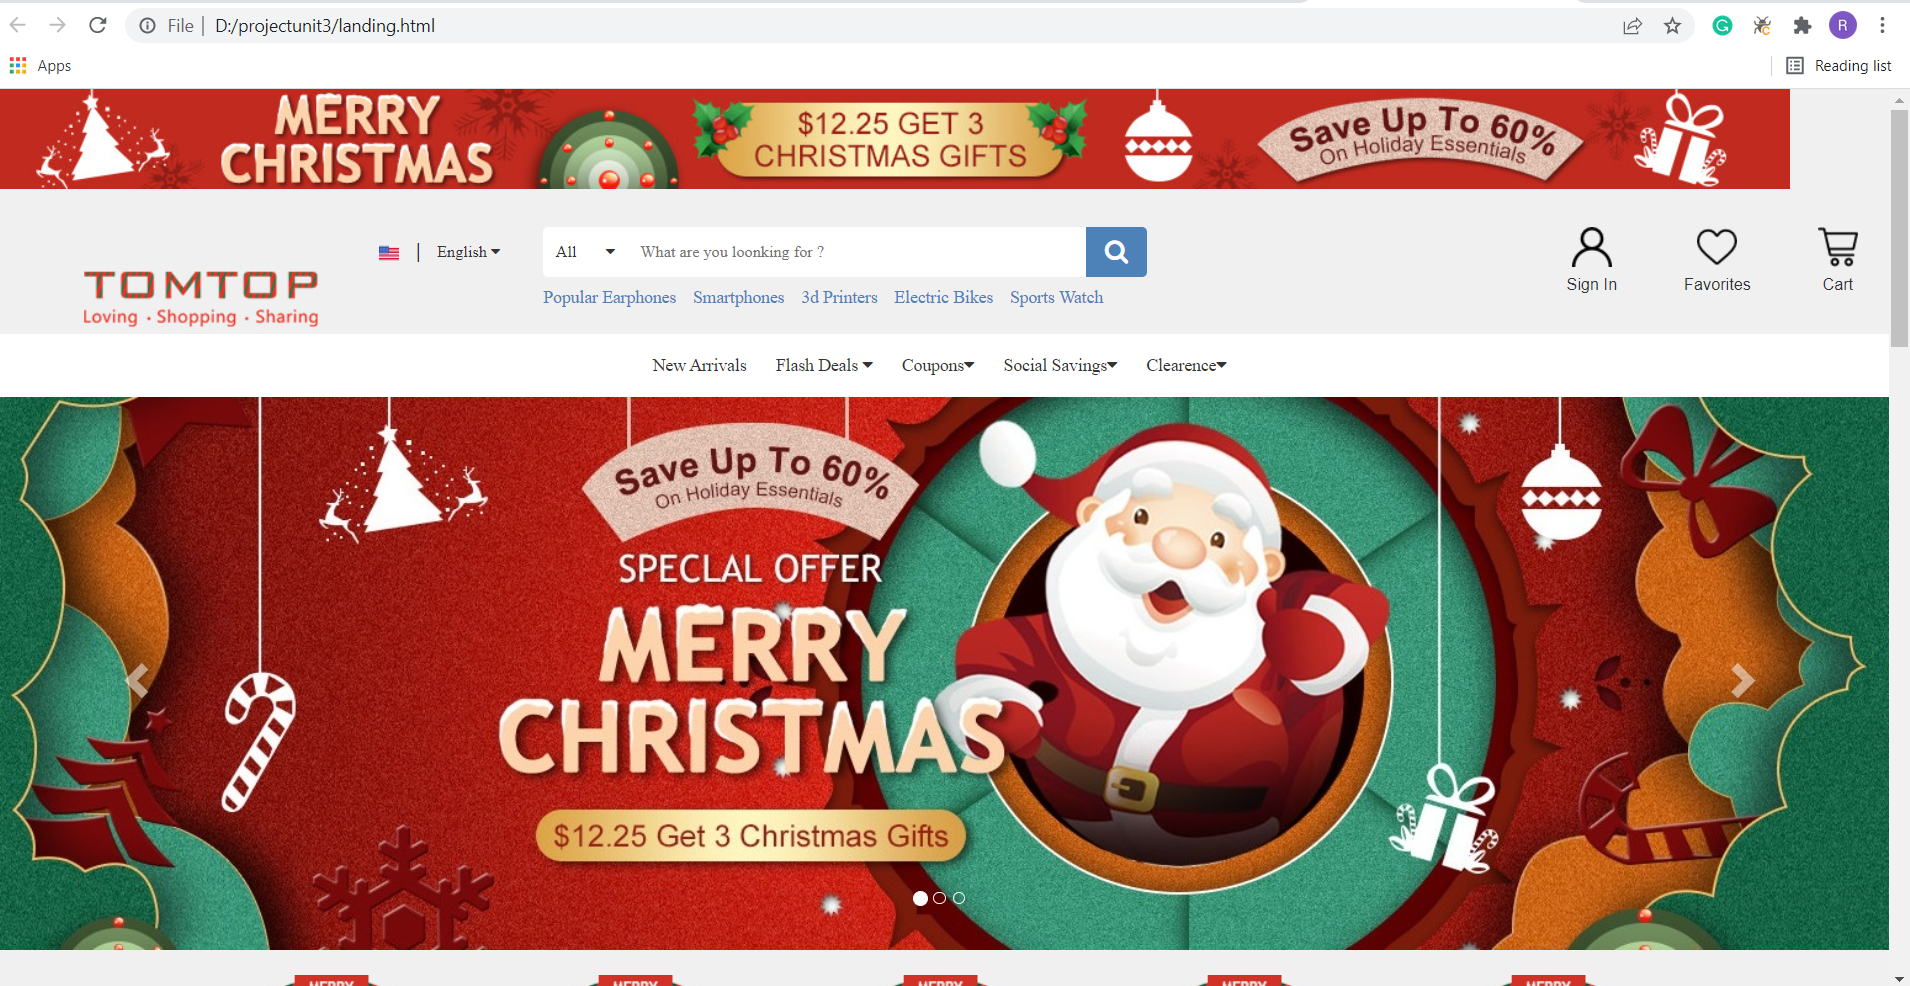 File | D:/projectunit3/landing.html
R
Apps
Reading list
MERRY
CHRISTMAS
$12.25 GET 3
CHRISTMAS GIFTS
Save Up To 60%
On Holiday Essentials
| English
All What are you loonking for ?
Popular Earphones Smartphones 3d Printers Electric Bikes Sports Watch
TOMTOP
Loving · Shopping · Sharing
Sign In Favorites Cart
New Arrivals Flash Deals Coupons Social Savings Clearence
Save Up To 60%
On Holiday Essentials
SPECLAL OFFER
MERRY
CHRISTMAS
$12.25 Get 3 Christmas Gifts
MERRY MERRY MERRY MERRY MERRY